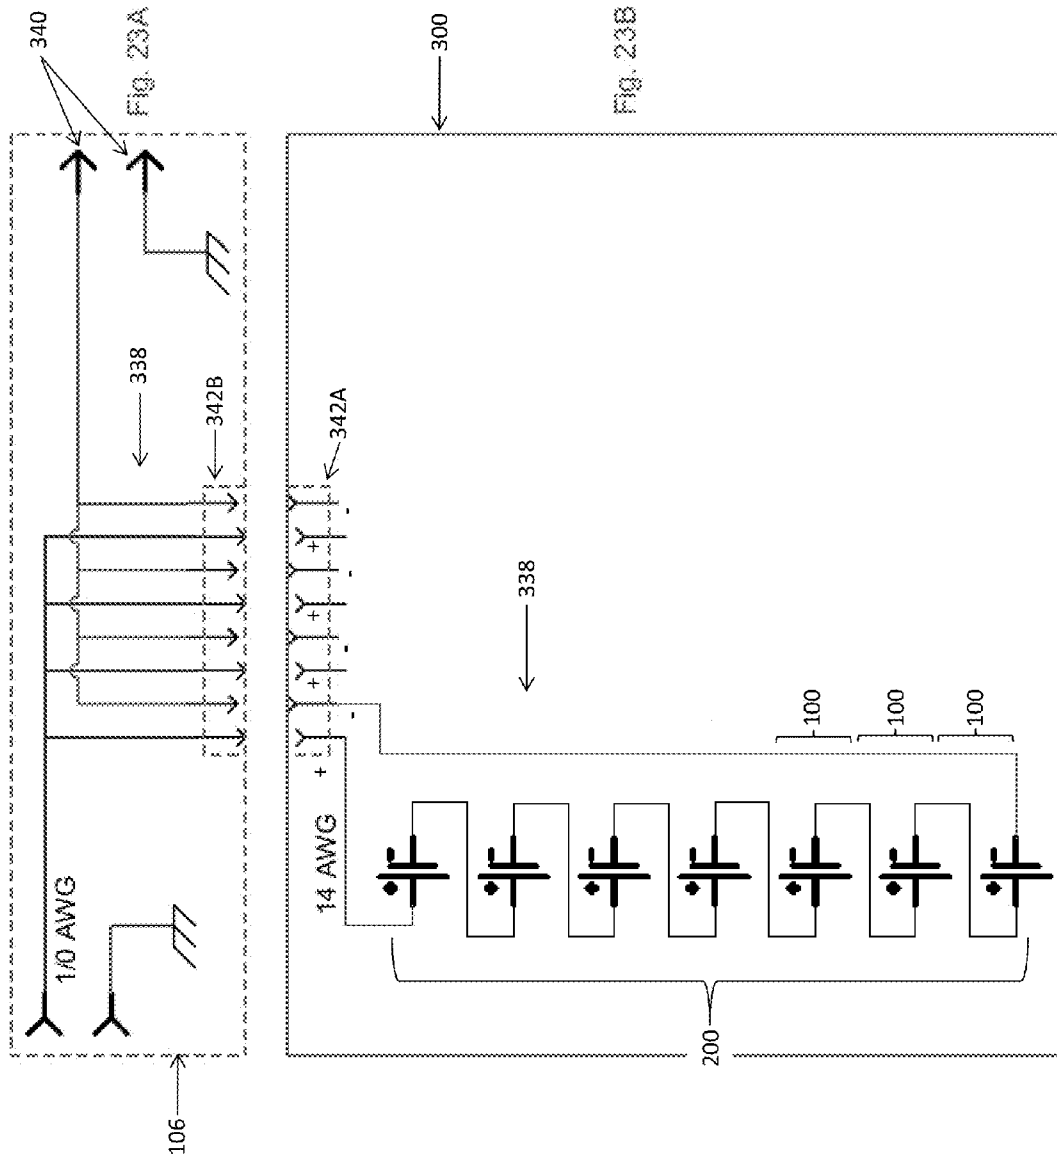 340
1/0 AWG
Fig. 23A
338
106
342B
342A
+ - + - + - + -
14 AWG
300
+ -
+ -
+ -
+ -
+ -
+ -
+ -
338
Fig. 23B
200
100
100
100